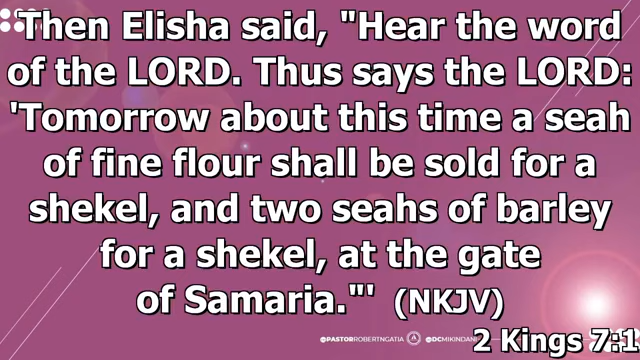 Then Elisha said, "Hear the word
of the LORD. Thus says the LORD:
'Tomorrow about this time a seah
of fine flour shall be sold for a
shekel, and two seahs of barley
for a shekel, at the gate
of Samaria."' (NKJV)
@PASTORROBERTNGATIA
2 Kings 7:1